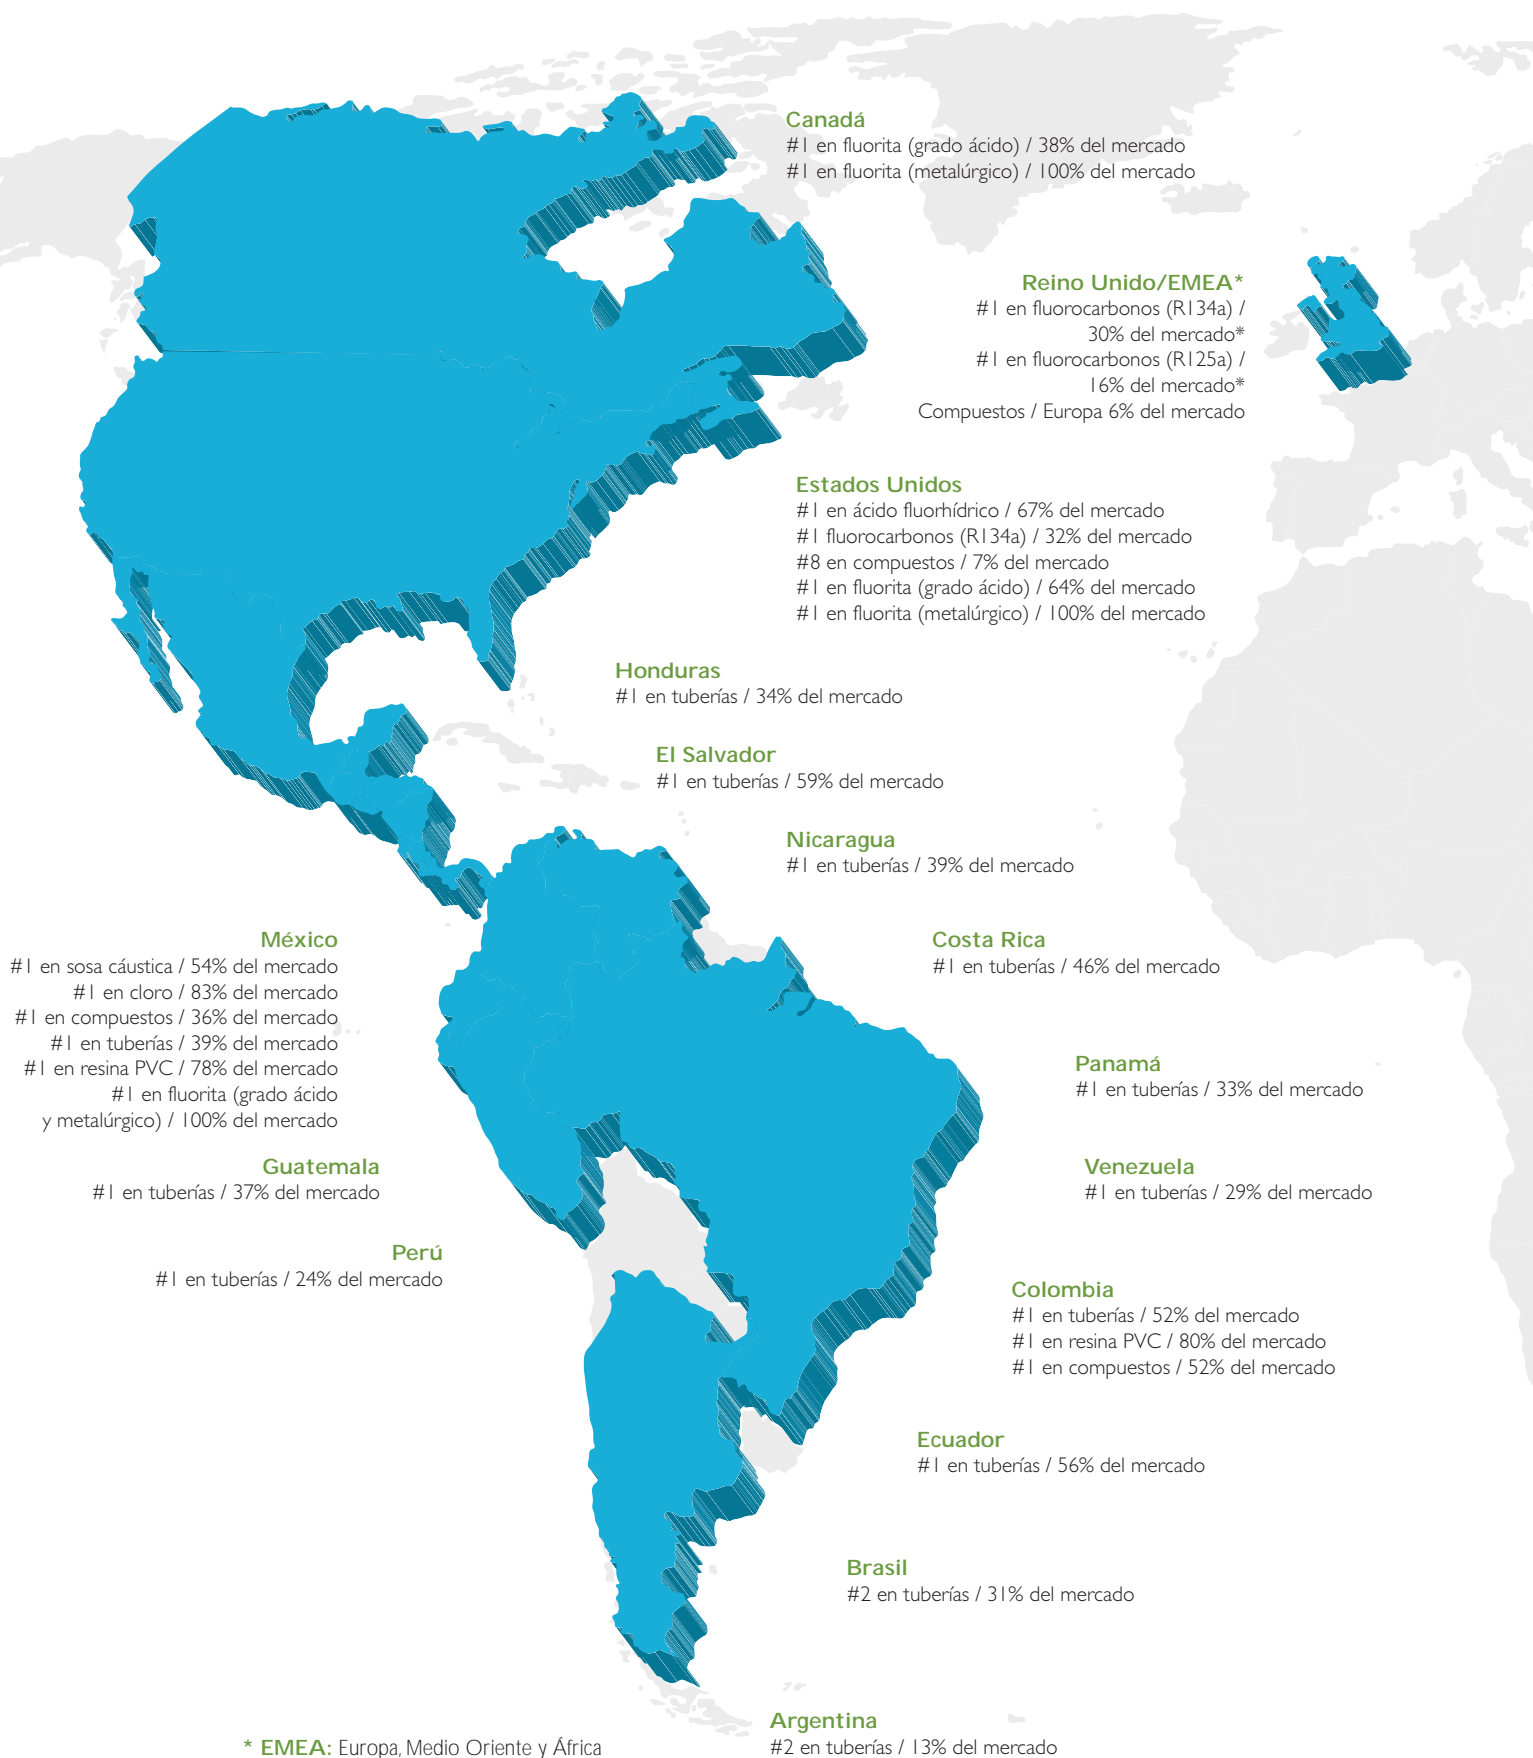 Canadá
#1 en fluorita (grado ácido) / 38% del mercado
#1 en fluorita (metalúrgico) / 100% del mercado
Reino Unido/EMEA*
#1 en fluorocarbonos (R134a) /
30% del mercado*
#1 en fluorocarbonos (R125a) /
16% del mercado*
Compuestos / Europa 6% del mercado
Estados Unidos
#1 en ácido fluorhídrico / 67% del mercado
#1 fluorocarbonos (R134a) / 32% del mercado
#8 en compuestos / 7% del mercado
#1 en fluorita (grado ácido) / 64% del mercado
#1 en fluorita (metalúrgico) / 100% del mercado
Honduras
#1 en tuberías / 34% del mercado
El Salvador
#1 en tuberías / 59% del mercado
Nicaragua
#1 en tuberías / 39% del mercado
México
#1 en sosa cáustica / 54% del mercado
#1 en cloro / 83% del mercado
#1 en compuestos / 36% del mercado
#1 en tuberías / 39% del mercado
#1 en resina PVC / 78% del mercado
#1 en fluorita (grado ácido
y metalúrgico) / 100% del mercado
Costa Rica
#1 en tuberías / 46% del mercado
Panamá
#1 en tuberías / 33% del mercado
Guatemala
#1 en tuberías / 37% del mercado
Venezuela
#1 en tuberías / 29% del mercado
Perú
#1 en tuberías / 24% del mercado
Colombia
#1 en tuberías / 52% del mercado
#1 en resina PVC / 80% del mercado
#1 en compuestos / 52% del mercado
Ecuador
#1 en tuberías / 56% del mercado
Brasil
#2 en tuberías / 31% del mercado
Argentina
#2 en tuberías / 13% del mercado
* EMEA: Europa, Medio Oriente y África